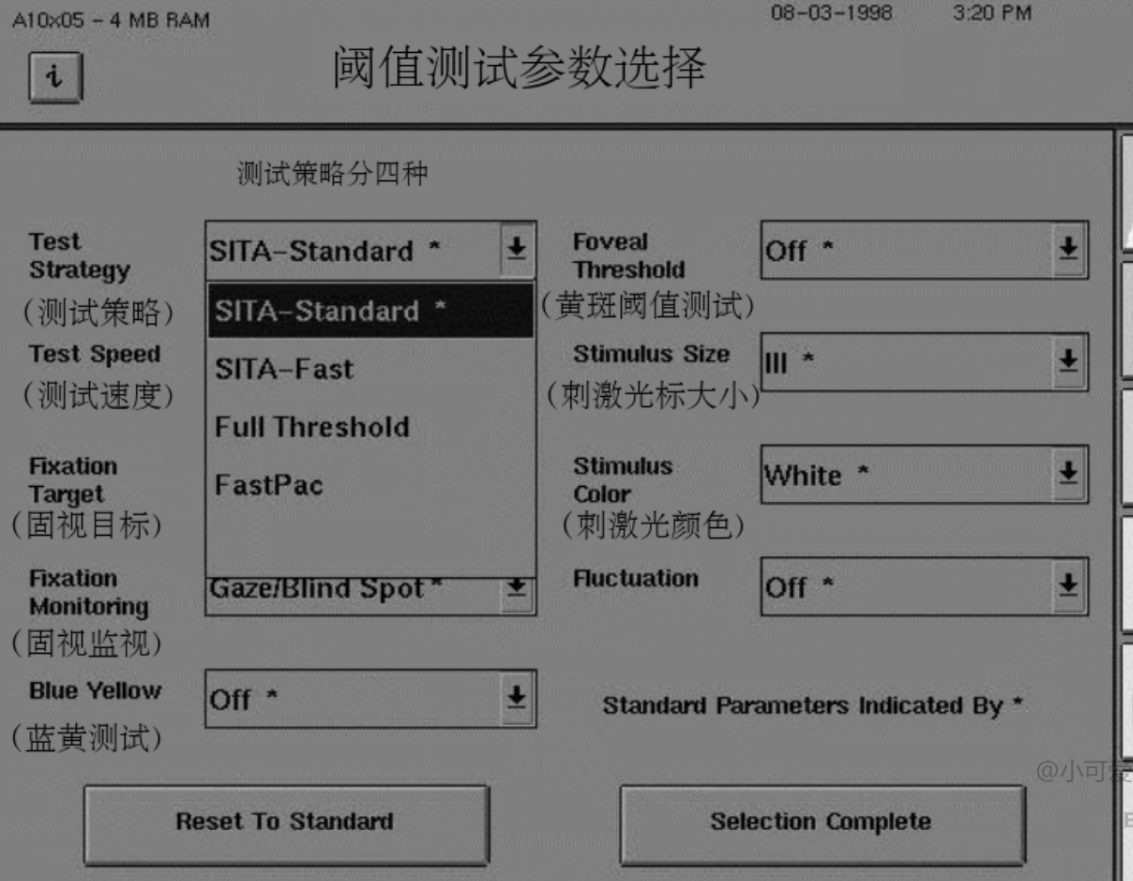 A10x05 - 4 MB RAM
08-03-1998 3:20 PM
i
阈值测试参数选择
测试策略分四种
Test
Strategy
(测试策略)
SITA-Standard *
SITA-Standard *
SITA-Fast
Full Threshold
FastPac
Foveal
Threshold
(黄斑阈值测试)
Off *
Test Speed
(测试速度)
Stimulus Size
(刺激光标大小)
III *
Fixation
Target
(固视目标)
Stimulus
Color
(刺激光颜色)
White *
Fixation
Monitoring
(固视监视)
Gaze/Blind Spot *
Fluctuation
Off *
Blue Yellow
(蓝黄测试)
Off *
Standard Parameters Indicated By *
@小可爱
Reset To Standard
Selection Complete